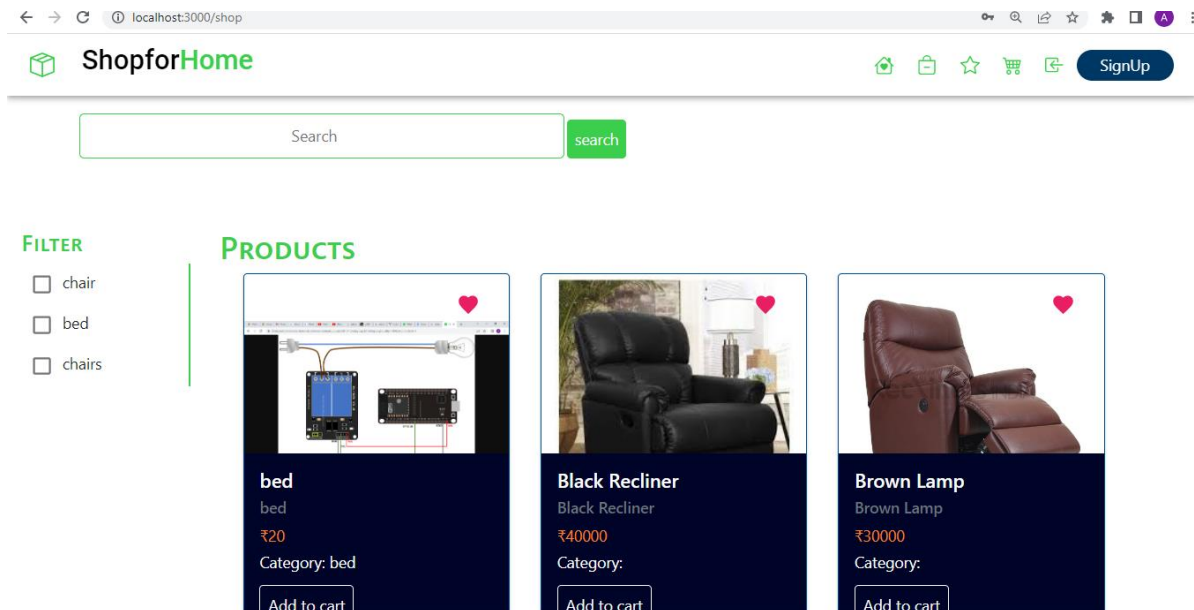 localhost:3000/shop
A
ShopforHome
SignUp
Search
search
FILTER
PRODUCTS
chair
bed
chairs
bed
bed
₹20
Category: bed
Add to cart
Black Recliner
Black Recliner
₹40000
Category:
Add to cart
Brown Lamp
Brown Lamp
₹30000
Category:
Add to cart